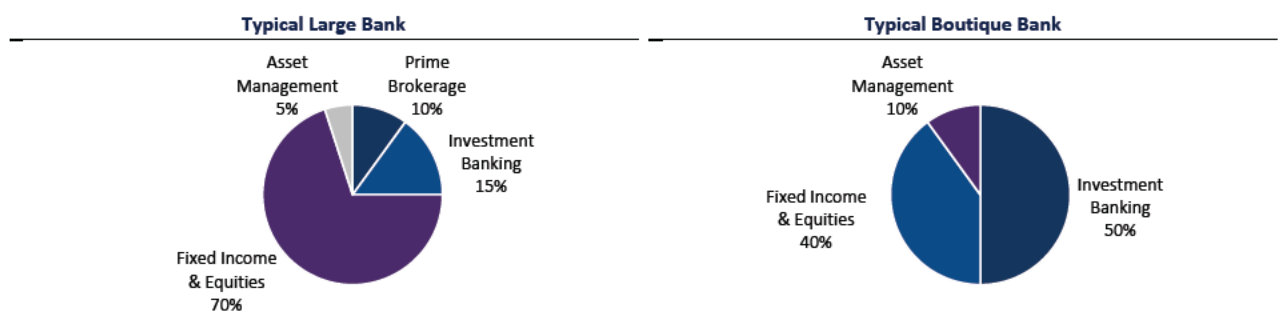 Typical Large Bank
Asset
Management
5%
Prime
Brokerage
10%
Investment
Banking
15%
Fixed Income
& Equities
70%
Typical Boutique Bank
Asset
Management
10%
Investment
Banking
50%
Fixed Income
& Equities
40%